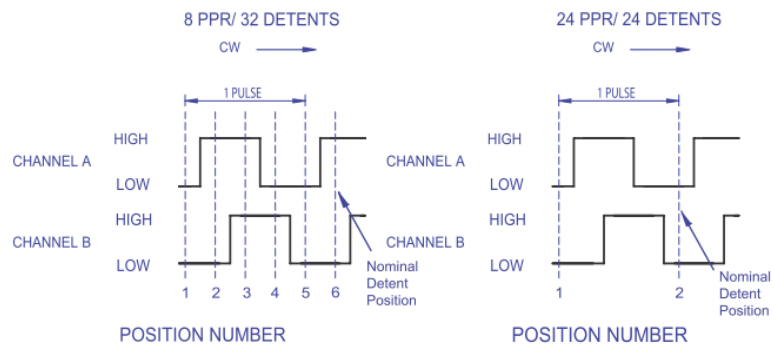 8 PPR/ 32 DETENTS
CW
1 PULSE
CHANNEL A
HIGH
LOW
CHANNEL B
HIGH
LOW
1 2 3 4 5 6
Nominal
Detent
Position
POSITION NUMBER
24 PPR/ 24 DETENTS
CW
1 PULSE
CHANNEL A
HIGH
LOW
CHANNEL B
HIGH
LOW
1 2
Nominal
Detent
Position
POSITION NUMBER